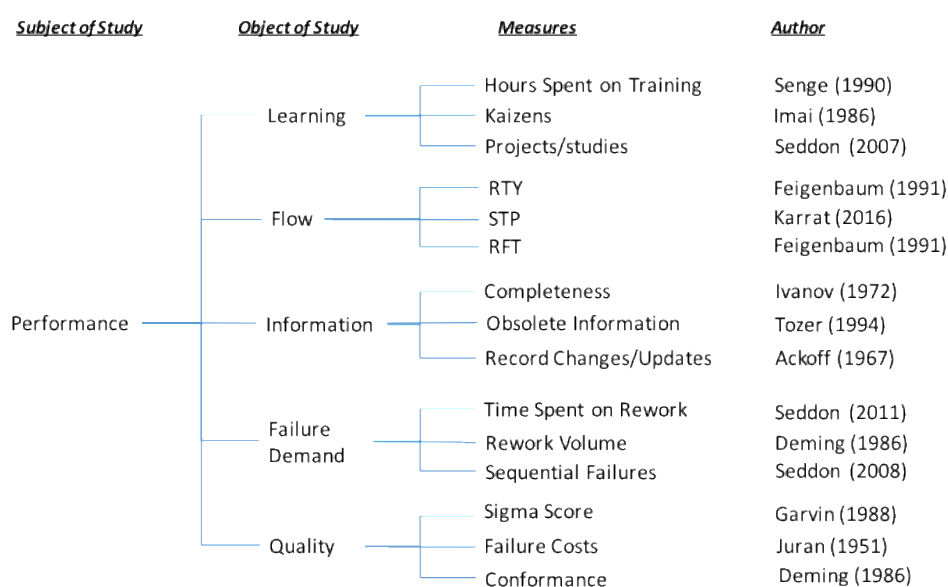 Subject of Study Object of Study Measures Author
Hours Spent on Training Senge (1990)
Learning Kaizens Imai (1986)
Projects/studies Seddon (2007)
RTY Feigenbaum (1991)
Flow STP Karrat (2016)
RFT Feigenbaum (1991)
Completeness Ivanov (1972)
Performance Information Obsolete Information Tozer (1994)
Record Changes/Updates Ackoff (1967)
Time Spent on Rework Seddon (2011)
Failure
Demand Rework Volume Deming (1986)
Sequential Failures Seddon (2008)
Sigma Score Garvin (1988)
Quality Failure Costs Juran (1951)
Conformance Deming (1986)